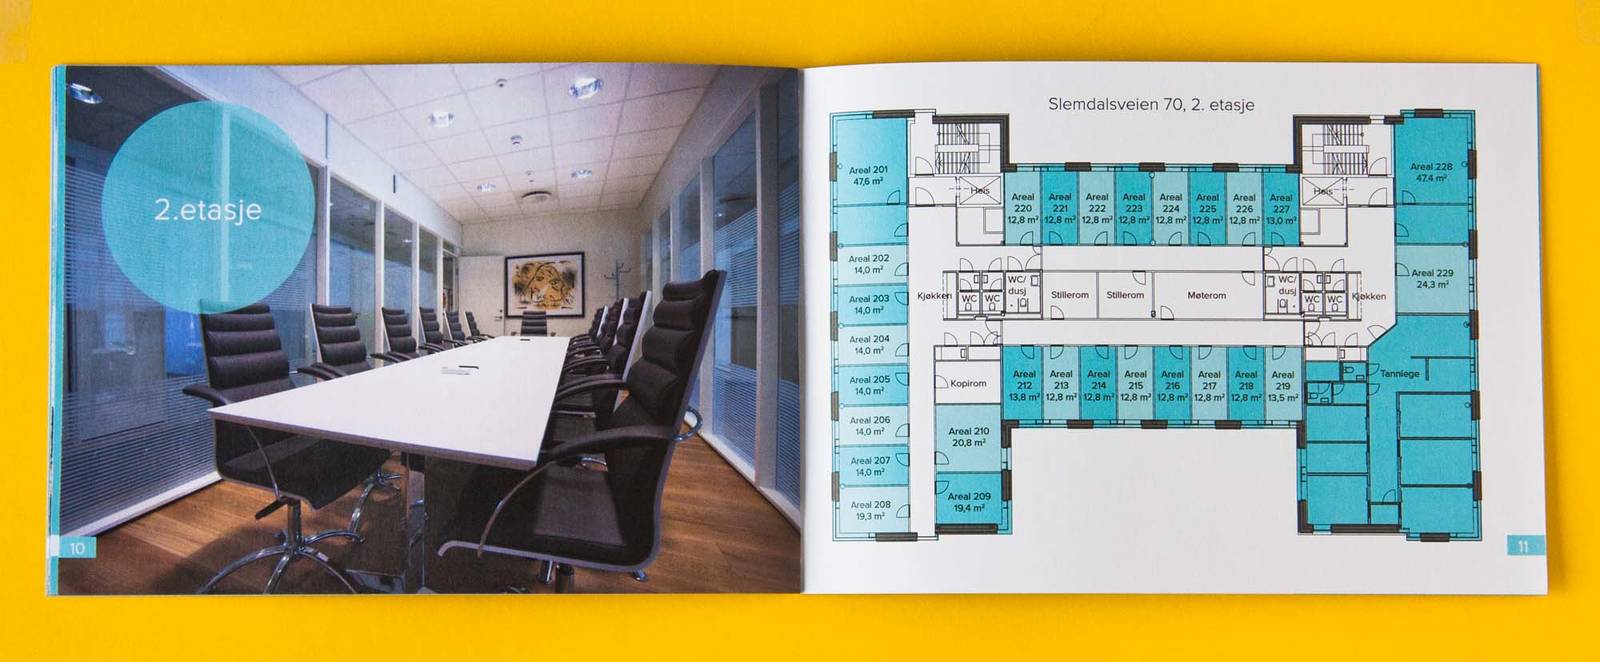 2.etasje
10
Slemdalsveien 70, 2. etasje
Areal 201
47,6 m²
Heis
Areal
220
12,8 m²
Areal
221
12,8 m²
Areal
222
12,8 m²
Areal
223
12,8 m²
Areal
224
12,8 m²
Areal
225
12,8 m²
Areal
226
12,8 m²
Areal
227
13,0 m²
Heis
Areal 228
47,4 m²
Areal 202
14,0 m²
Areal 203
14,0 m²
Areal 204
14,0 m²
Areal 205
14,0 m²
Areal 206
14,0 m²
Areal 207
14,0 m²
Areal 208
19,3 m²
Kjøkken
WC
WC
WC/
dusj
Stillerom
Stillerom
Møterom
WC/
dusj
WC
WC
Kjøkken
Areal 229
24,3 m²
Kopirom
Areal
212
13,8 m²
Areal
213
12,8 m²
Areal
214
12,8 m²
Areal
215
12,8 m²
Areal
216
12,8 m²
Areal
217
12,8 m²
Areal
218
12,8 m²
Areal
219
13,5 m²
Tannlege
Areal 210
20,8 m²
Areal 209
19,4 m²
11